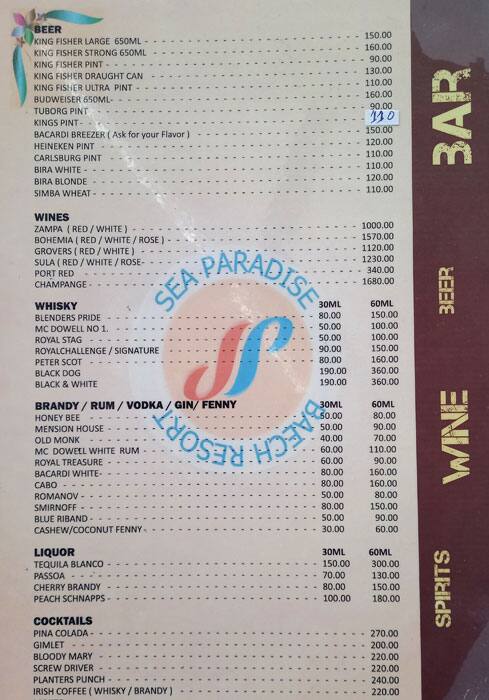 BEER
KING FISHER LARGE 650ML - 150.00
KING FISHER STRONG 650ML - 160.00
KING FISHER PINT - 90.00
KING FISHER DRAUGHT CAN - 130.00
KING FISHER ULTRA PINT - 110.00
BUDWEISER 650ML - 160.00
TUBORG PINT - 90.00
KINGS PINT - 110
BACARDI BREEZER ( Ask for your Flavor ) - 150.00
HEINEKEN PINT - 120.00
CARLSBURG PINT - 110.00
BIRA WHITE - 110.00
BIRA BLONDE - 120.00
SIMBA WHEAT - 110.00
WINES
ZAMPA ( RED / WHITE ) - 1000.00
BOHEMIA ( RED / WHITE / ROSE ) - 1570.00
GROVERS ( RED / WHITE ) - 1120.00
SULA ( RED / WHITE / ROSE - 1230.00
PORT RED - 340.00
CHAMPANGE - 1680.00
SEA PARADISE
BAECH RESORT
WHISKY 30ML 60ML
BLENDERS PRIDE - 80.00 150.00
MC DOWELL NO 1. - 50.00 100.00
ROYAL STAG - 50.00 100.00
ROYALCHALLENGE / SIGNATURE - 90.00 150.00
PETER SCOT - 80.00 160.00
BLACK DOG - 190.00 360.00
BLACK & WHITE - 190.00 360.00
BRANDY / RUM / VODKA / GIN/ FENNY 30ML 60ML
HONEY BEE - 50.00 80.00
MENSION HOUSE - 50.00 90.00
OLD MONK - 40.00 70.00
MC DOWELL WHITE RUM - 60.00 110.00
ROYAL TREASURE - 60.00 90.00
BACARDI WHITE - 80.00 160.00
CABO - 80.00 160.00
ROMANOV - 50.00 80.00
SMIRNOFF - 80.00 150.00
BLUE RIBAND - 50.00 90.00
CASHEW/COCONUT FENNY - 30.00 60.00
LIQUOR 30ML 60ML
TEQUILA BLANCO - 150.00 300.00
PASSOA - 70.00 130.00
CHERRY BRANDY - 80.00 150.00
PEACH SCHNAPPS - 100.00 180.00
COCKTAILS
PINA COLADA - 270.00
GIMLET - 200.00
BLOODY MARY - 220.00
SCREW DRIVER - 220.00
PLANTERS PUNCH - 240.00
IRISH COFFEE ( WHISKY / BRANDY ) - 220.00
BAR
BEER
WINE
SPIRITS